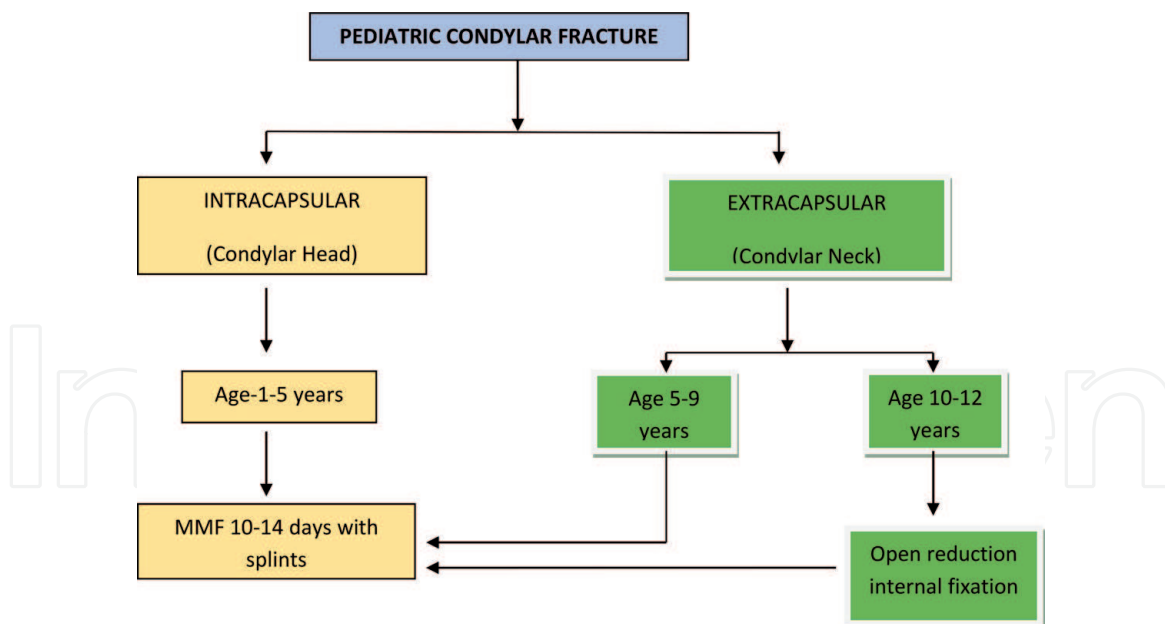 PEDIATRIC CONDYLAR FRACTURE
INTRACAPSULAR
(Condylar Head)
EXTRACAPSULAR
(Condylar Neck)
Age-1-5 years
Age 5-9
years
Age 10-12
years
MMF 10-14 days with
splints
Open reduction
internal fixation